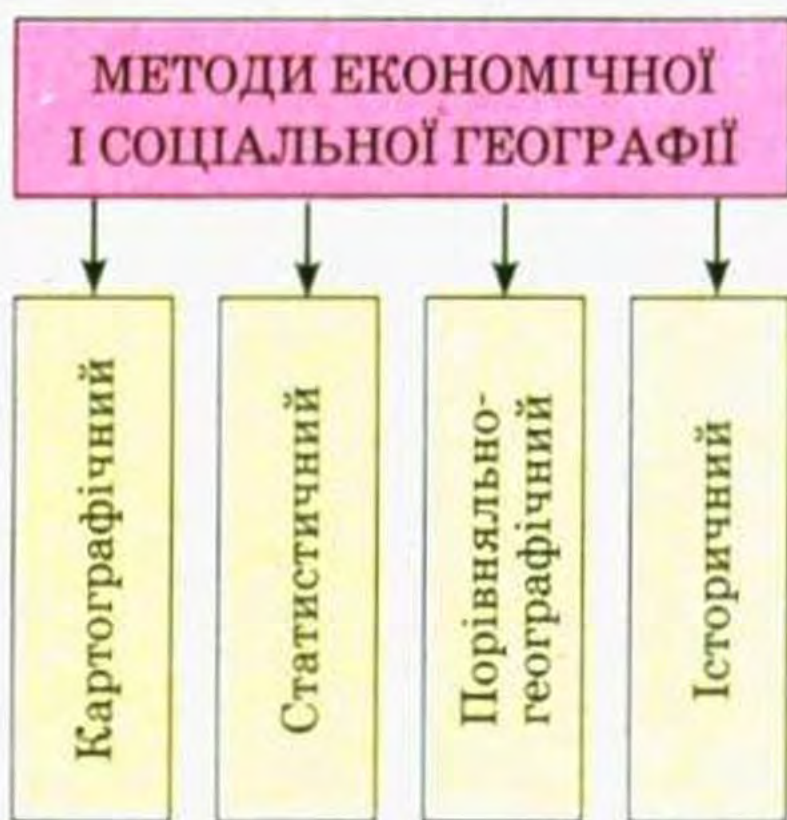 МЕТОДИ ЕКОНОМІЧНОЇ
І СОЦІАЛЬНОЇ ГЕОГРАФІЇ
Картографічний
Статистичний
Порівняльно-
географічний
Історичний